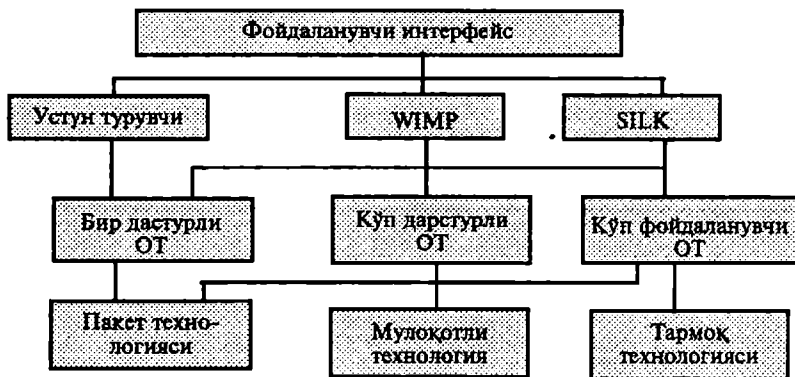 Фойдаланувчи интерфейс
Устун турувчи
WIMP
SILK
Бир дастурли
ОТ
Кўп дарстурли
ОТ
Кўп фойдаланувчи
ОТ
Пакет техно-
логияси
Мулоқотли
технология
Тармоқ
технологияси